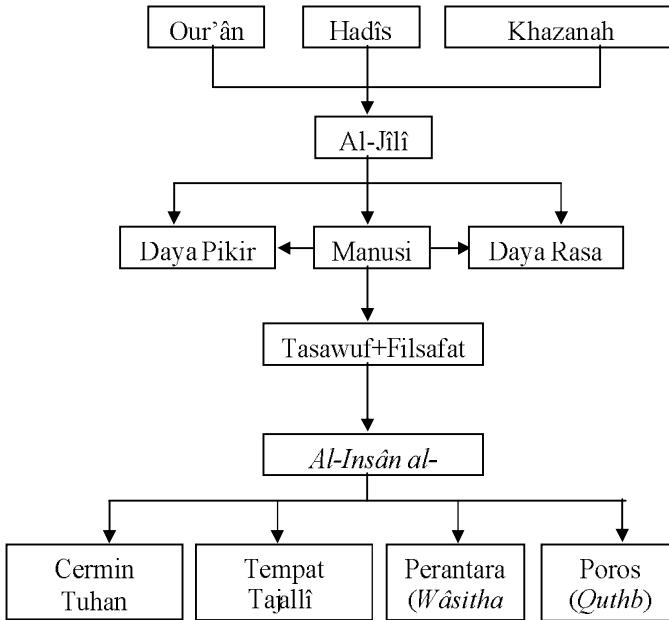 Our’ân
Hadîs
Khazanah
Al-Jîlî
Daya Pikir
Manusi
Daya Rasa
Tasawuf+Filsafat
Al-Insân al-
Cermin
Tuhan
Tempat
Tajallî
Perantara
(Wâsitha
Poros
(Quthb)